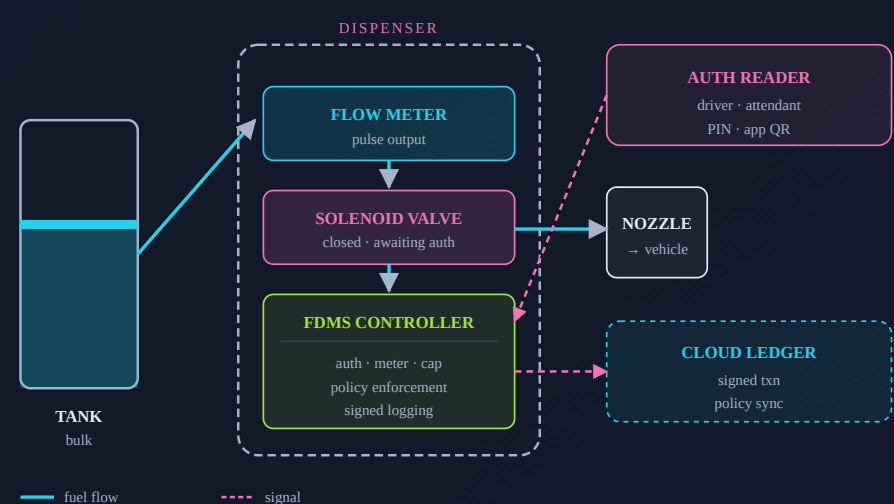 DISPENSER
FLOW METER
pulse output
SOLENOID VALVE
closed · awaiting auth
FDMS CONTROLLER
auth · meter · cap
policy enforcement
signed logging
AUTH READER
driver · attendant
PIN · app QR
NOZZLE
→ vehicle
CLOUD LEDGER
signed txn
policy sync
TANK
bulk
fuel flow
signal